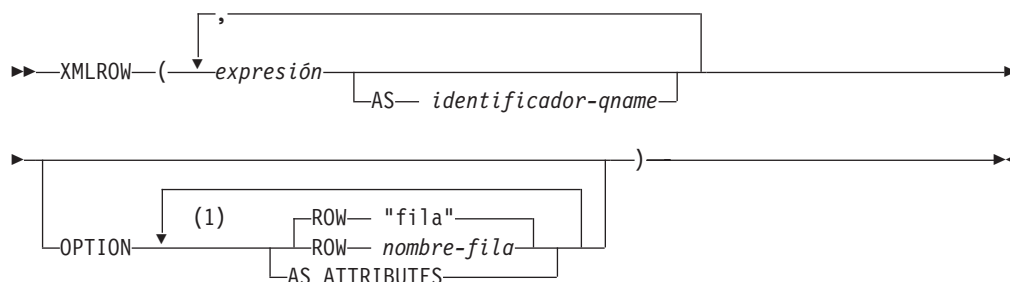 ,
XMLROW ( expresión
AS identificador-qname
)
(1) ROW "fila"
OPTION ROW nombre-fila
AS ATTRIBUTES